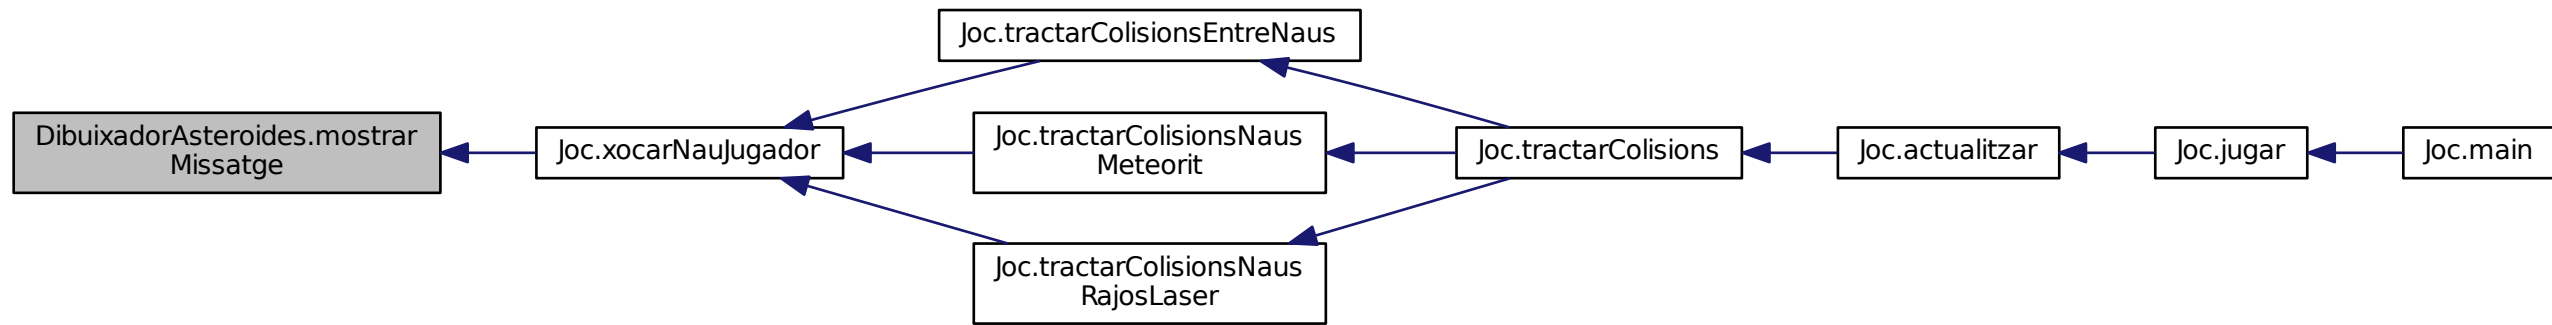 Joc.tractarColisionsEntreNaus
DibuixadorAsteroides.mostrar
Missatge
Joc.xocarNauJugador
Joc.tractarColisionsNaus
Meteorit
Joc.tractarColisions
Joc.actualitzar
Joc.jugar
Joc.main
Joc.tractarColisionsNaus
RajosLaser